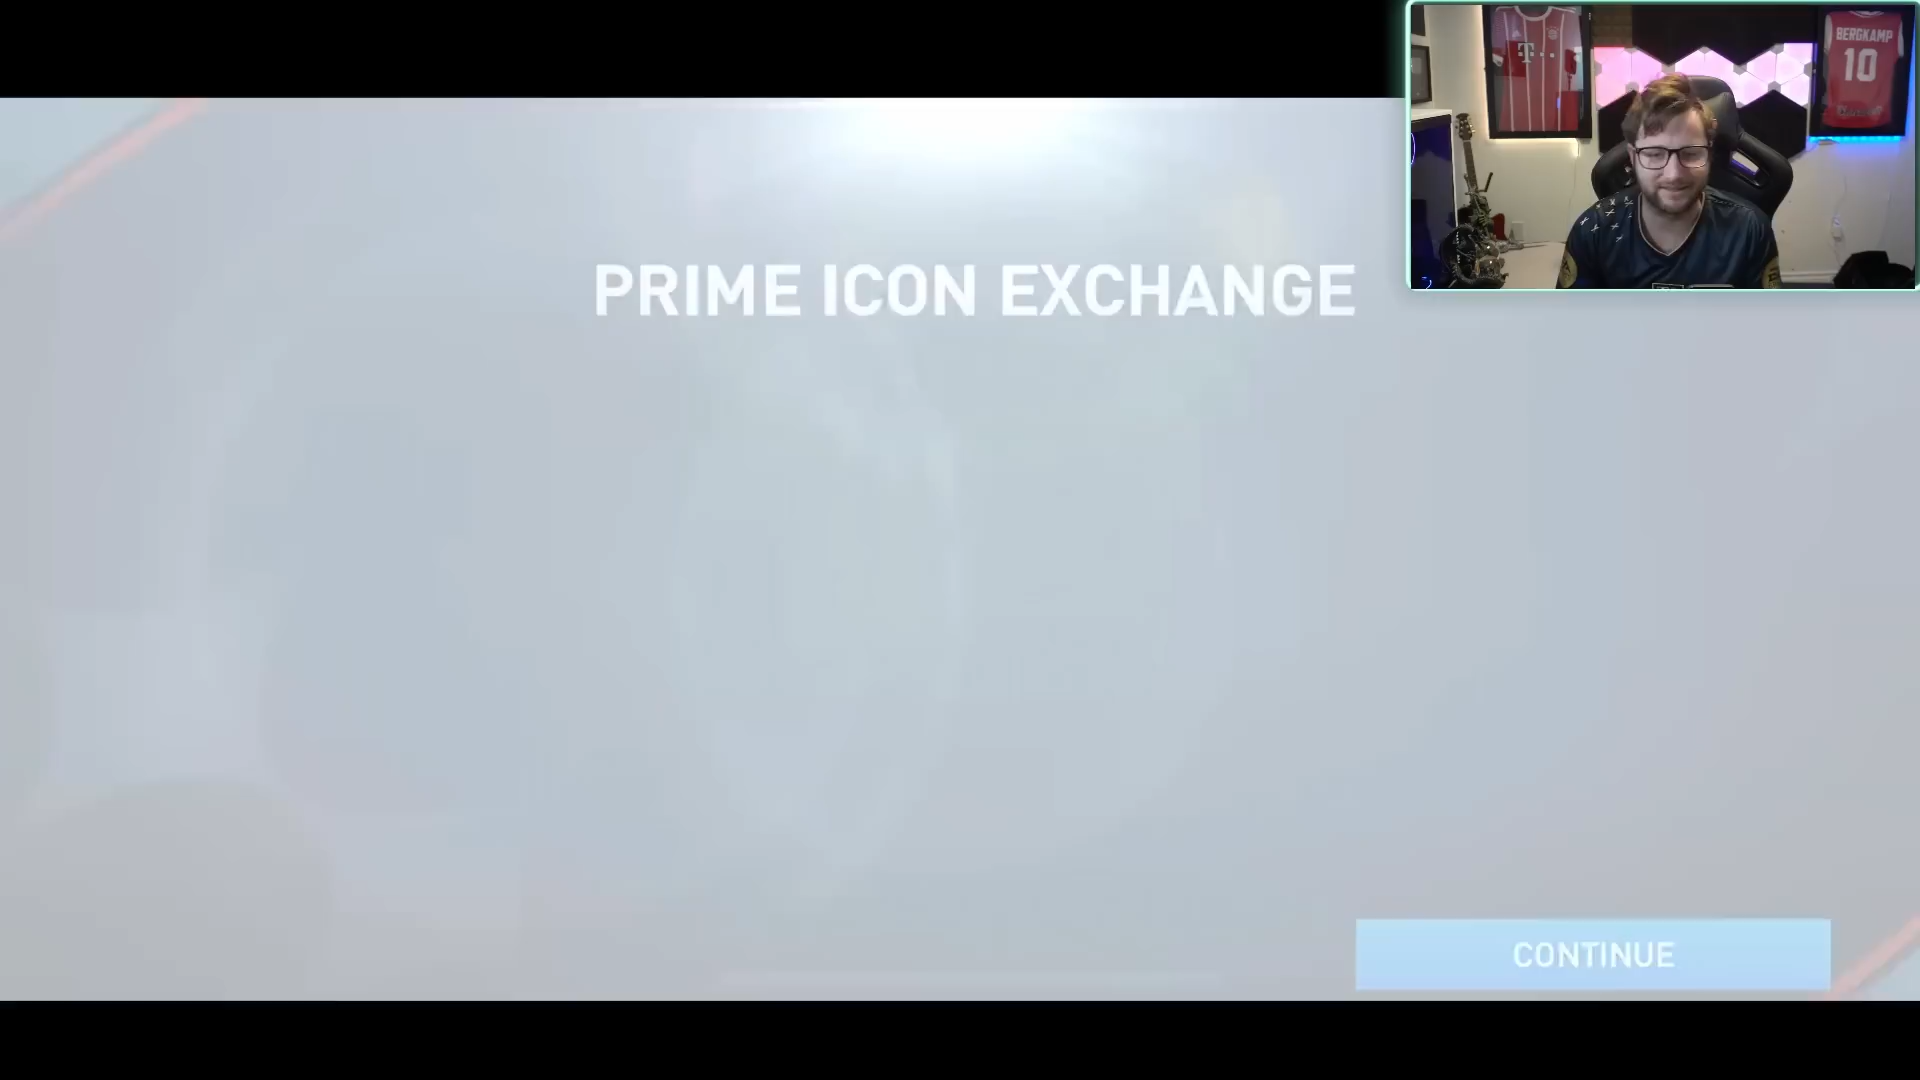 BERGKAMP
10
T
PRIME ICON EXCHANGE
CONTINUE